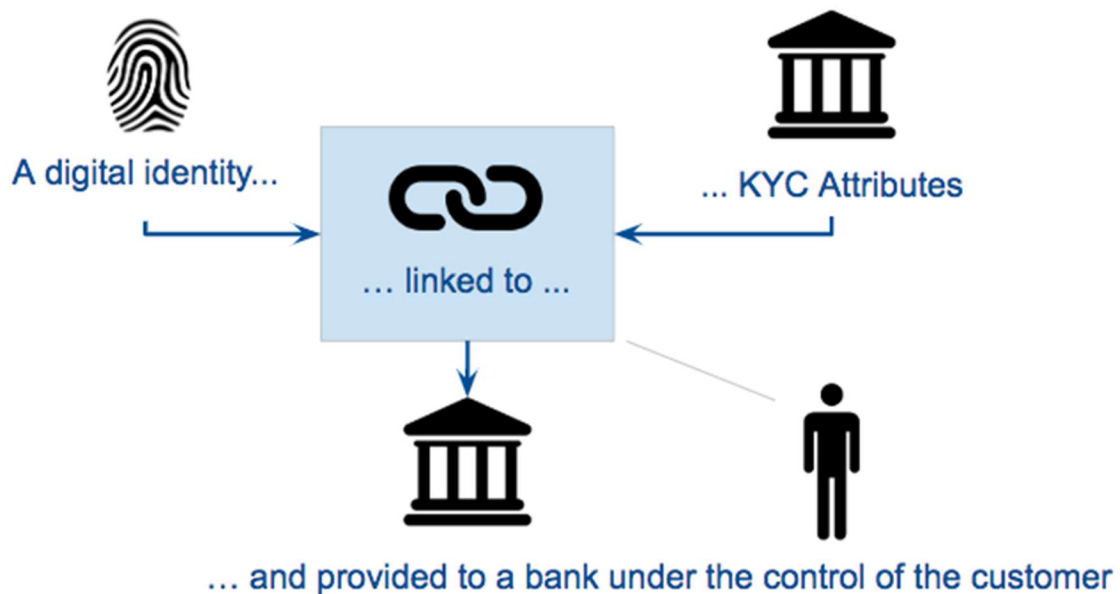 A digital identity...
... KYC Attributes
… linked to ...
… and provided to a bank under the control of the customer